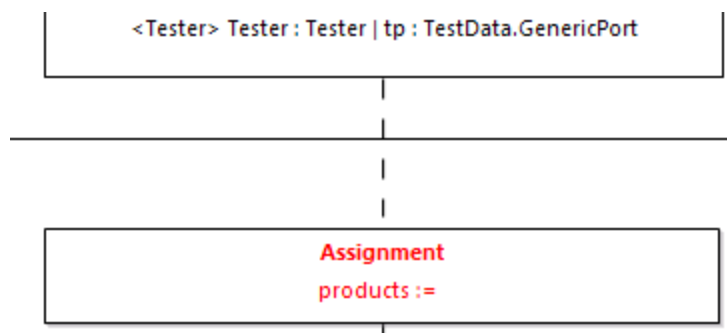 <Tester> Tester : Tester | tp : TestData.GenericPort
Assignment
products :=